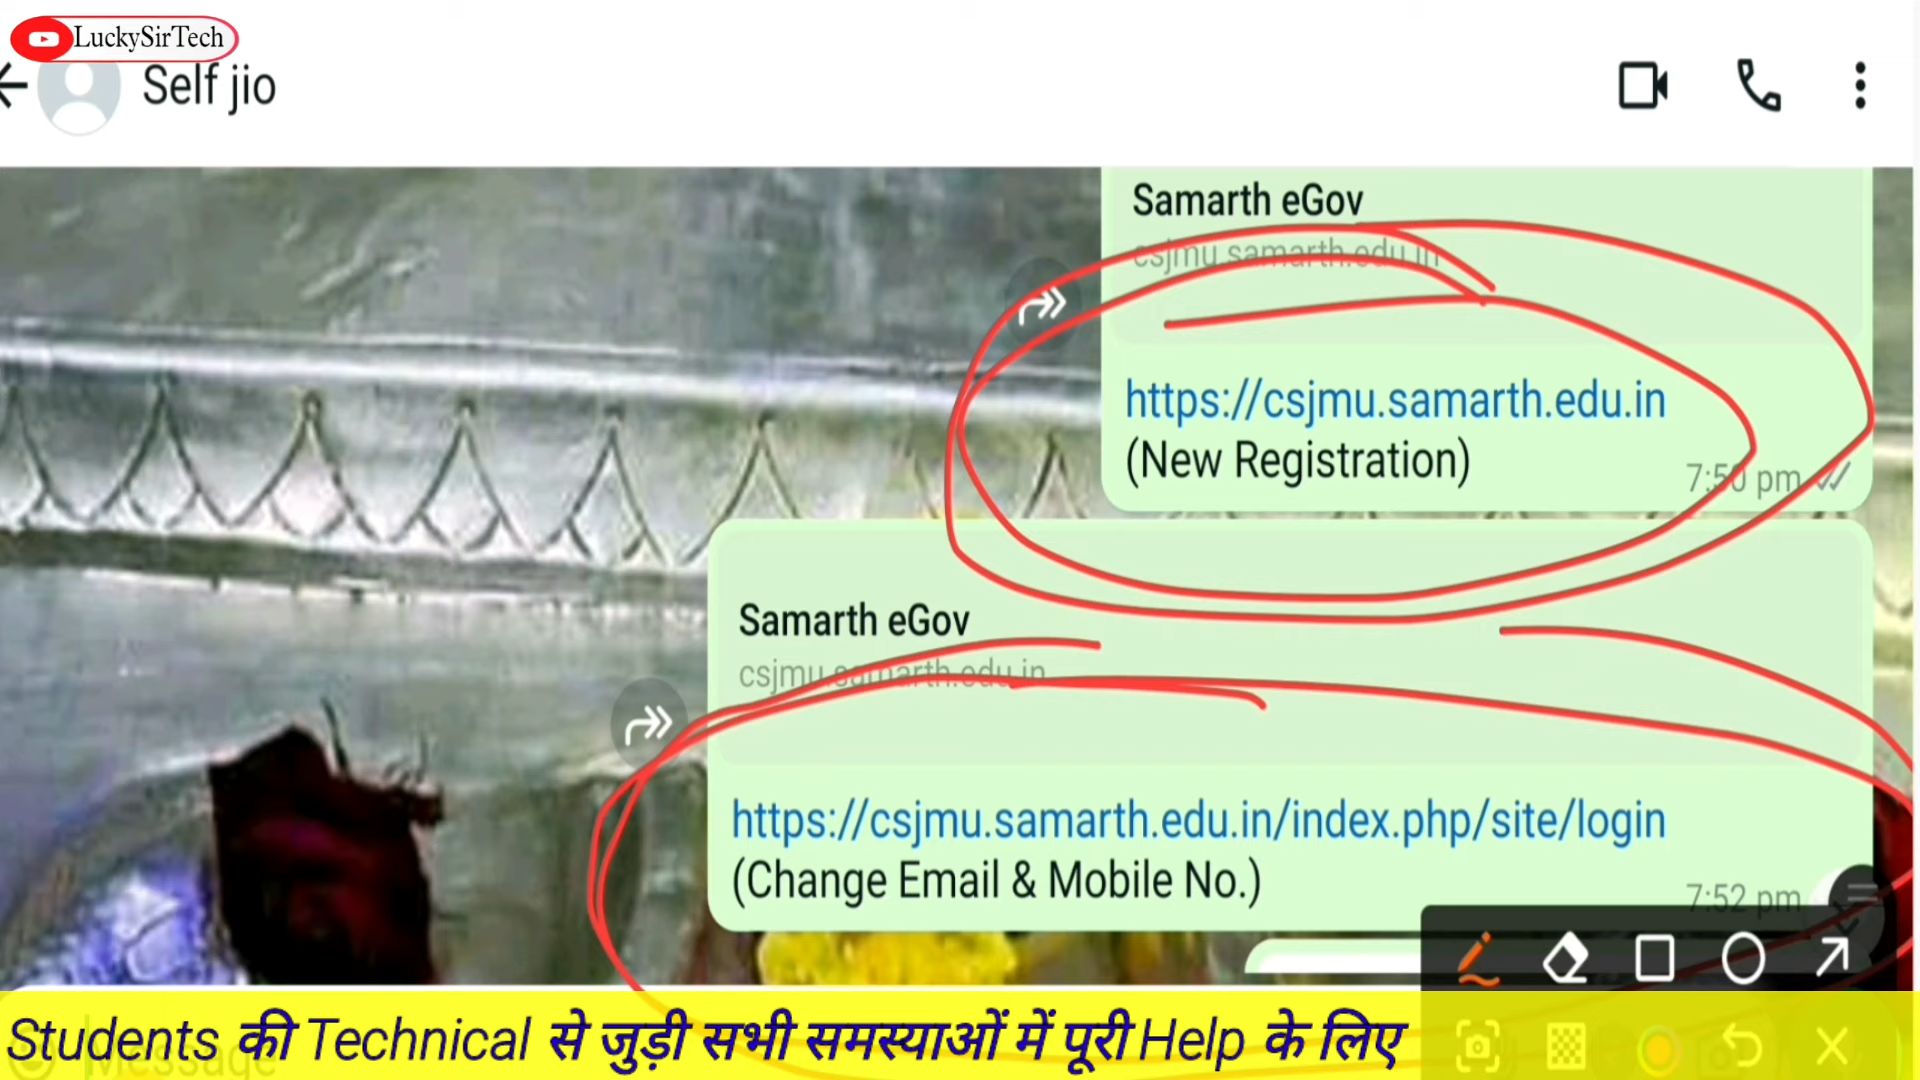 LuckySirTech
Self jio
Samarth eGov
csjmu.samarth.edu.in
https://csjmu.samarth.edu.in
(New Registration)
7:50 pm
Samarth eGov
csjmu.samarth.edu.in
https://csjmu.samarth.edu.in/index.php/site/login
(Change Email & Mobile No.)
7:52 pm
Message
Students की Technical से जुड़ी सभी समस्याओं में पूरी Help के लिए